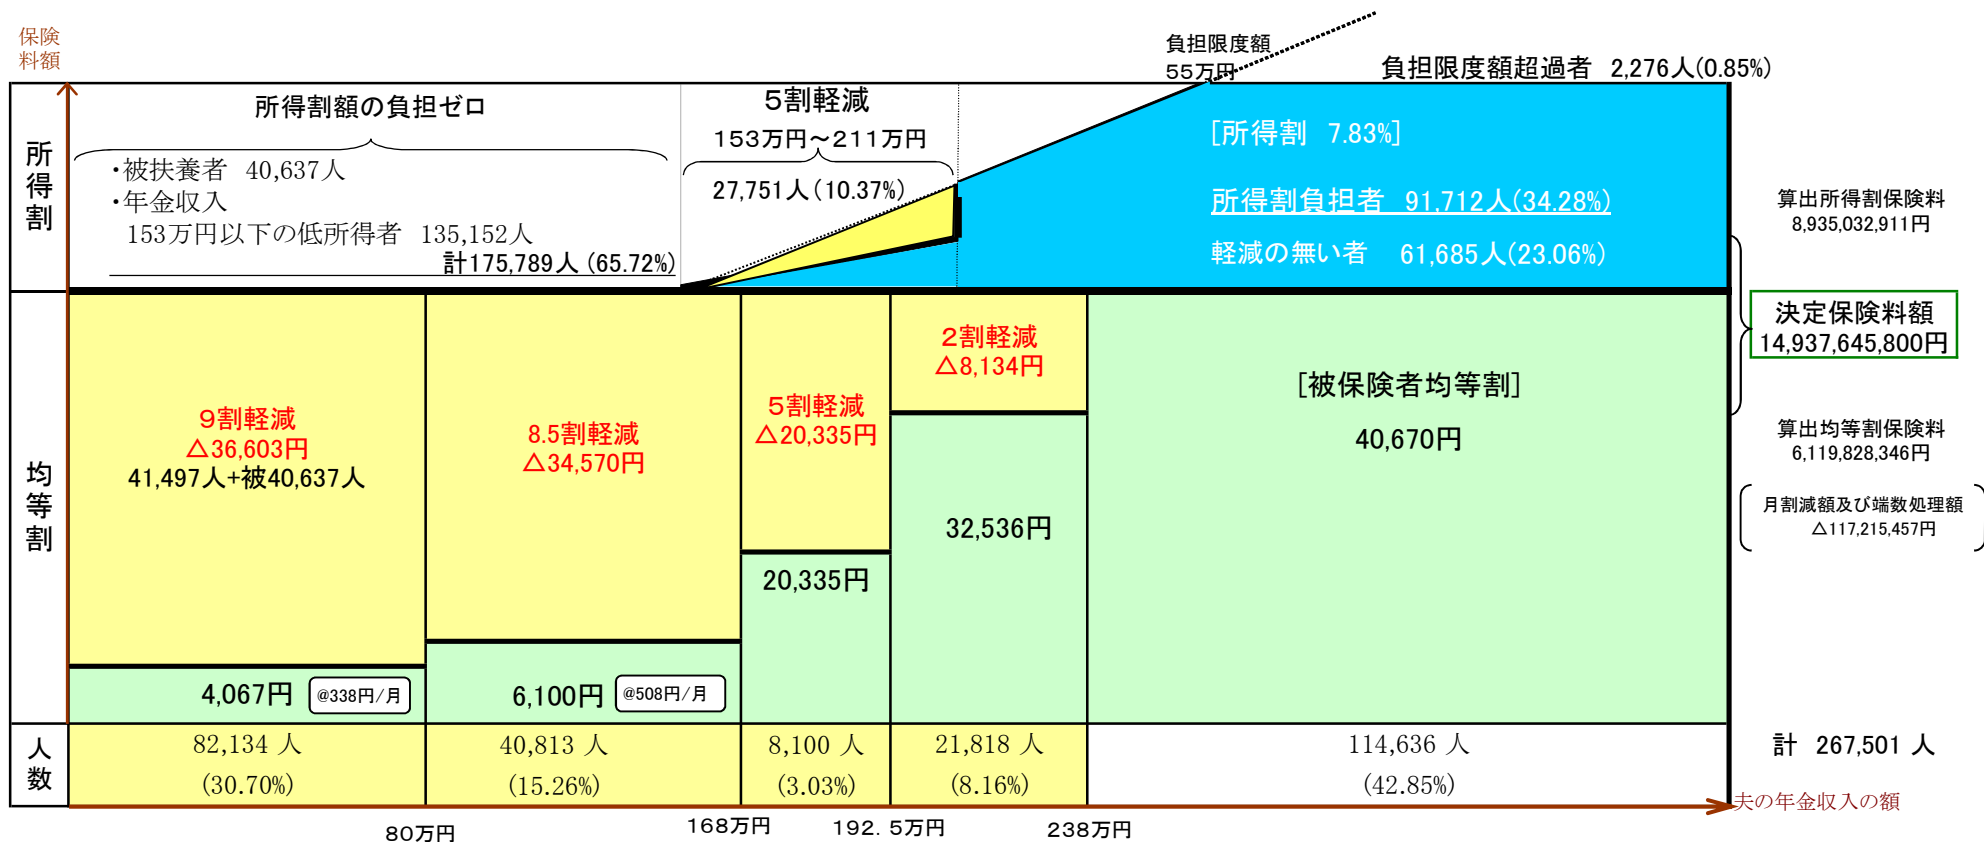 保険
料額
負担限度額
55万円
負担限度額超過者 2,276人(0.85%)
所得割
所得割額の負担ゼロ
・被扶養者 40,637人
・年金収入
153万円以下の低所得者 135,152人
計175,789人 (65.72%)
5割軽減
153万円～211万円
27,751人(10.37%)
[所得割 7.83%]
所得割負担者 91,712人(34.28%)
軽減の無い者 61,685人(23.06%)
算出所得割保険料
8,935,032,911円
決定保険料額
14,937,645,800円
算出均等割保険料
6,119,828,346円
月割減額及び端数処理額
△117,215,457円
均等割
9割軽減
△36,603円
41,497人+被40,637人
4,067円
@338円/月
8.5割軽減
△34,570円
6,100円
@508円/月
5割軽減
△20,335円
20,335円
2割軽減
△8,134円
32,536円
[被保険者均等割]
40,670円
人数
82,134 人
(30.70%)
40,813 人
(15.26%)
8,100 人
(3.03%)
21,818 人
(8.16%)
114,636 人
(42.85%)
計 267,501 人
夫の年金収入の額
80万円
168万円
192.5万円
238万円